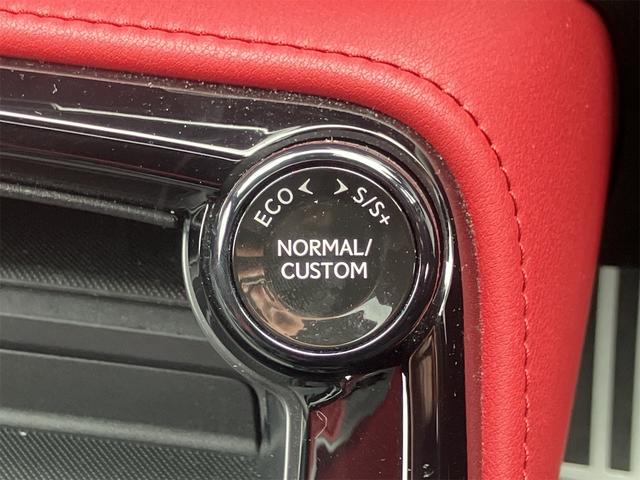 ECO < > S/S+
NORMAL/
CUSTOM